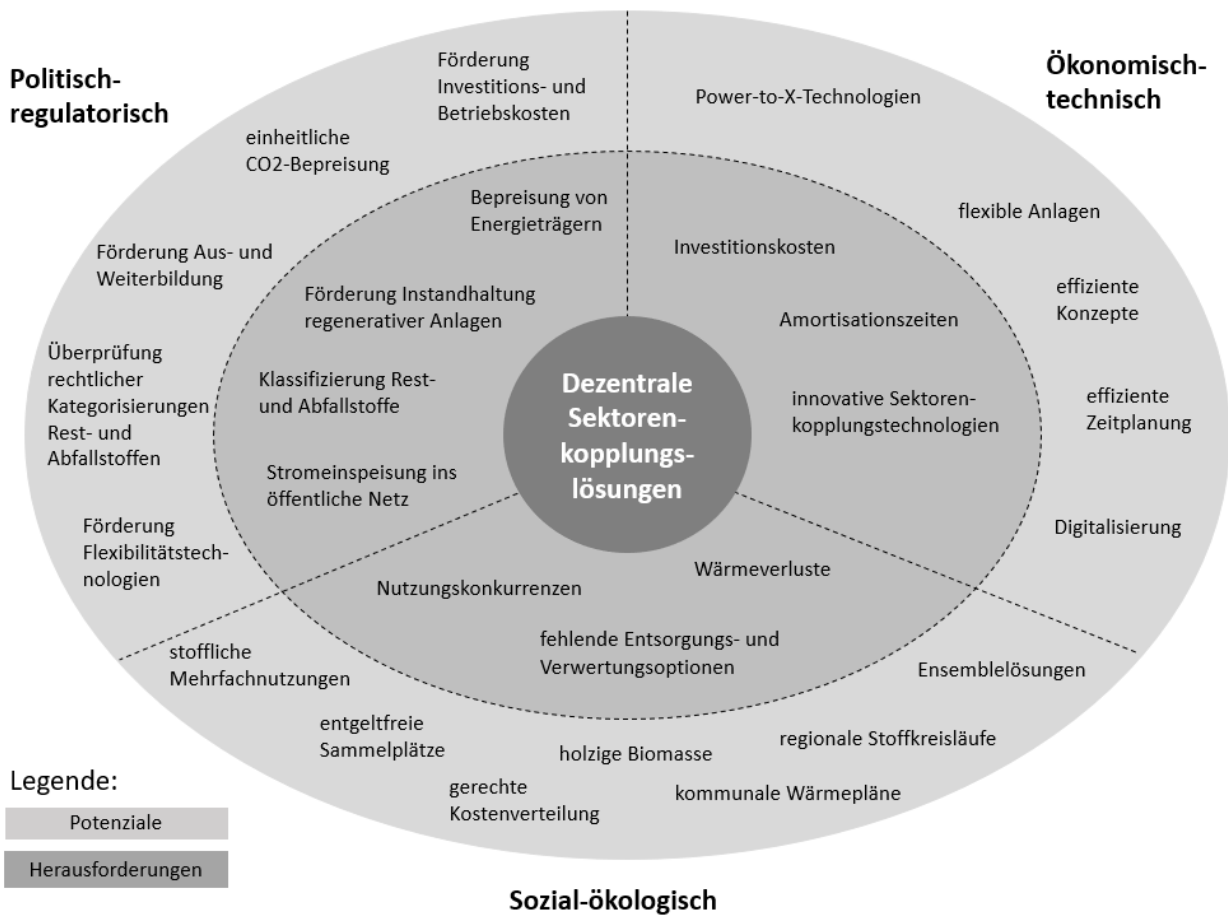 Politisch-
regulatorisch
Ökonomisch-
technisch
Förderung
Investitions- und
Betriebskosten
einheitliche
CO2-Bepreisung
Förderung Aus- und
Weiterbildung
Überprüfung
rechtlicher
Kategorisierungen
Rest- und
Abfallstoffen
Förderung
Flexibilitätstech-
nologien
Bepreisung von
Energieträgern
Förderung Instandhaltung
regenerativer Anlagen
Klassifizierung Rest-
und Abfallstoffe
Stromeinspeisung ins
öffentliche Netz
Dezentrale
Sektoren-
kopplungs-
lösungen
Power-to-X-Technologien
flexible Anlagen
effiziente
Konzepte
effiziente
Zeitplanung
Digitalisierung
Investitionskosten
Amortisationszeiten
innovative Sektoren-
kopplungstechnologien
Nutzungskonkurrenzen
Wärmeverluste
fehlende Entsorgungs- und
Verwertungsoptionen
stoffliche
Mehrfachnutzungen
entgeltfreie
Sammelplätze
gerechte
Kostenverteilung
holzige Biomasse
kommunale Wärmepläne
regionale Stoffkreisläufe
Ensemblelösungen
Legende:
Potenziale
Herausforderungen
Sozial-ökologisch